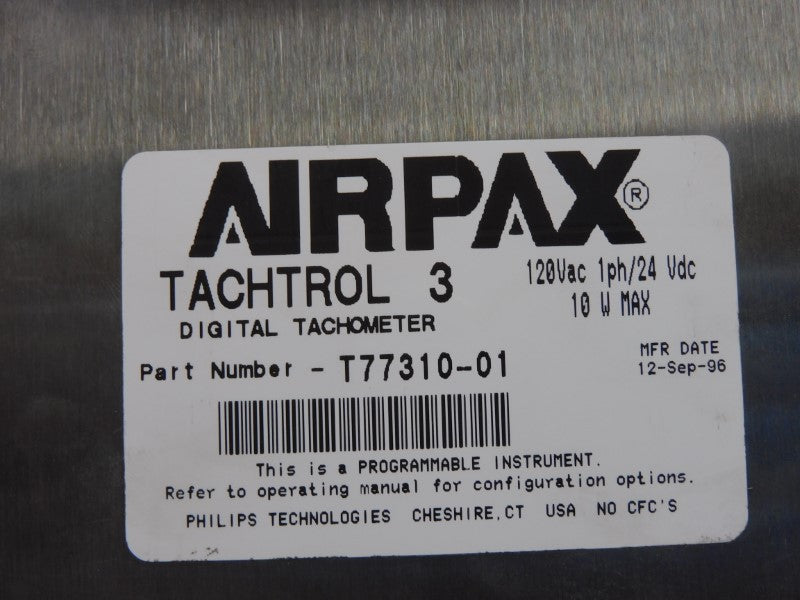 AIRPAX®
TACHTROL 3
120Vac 1ph/24 Vdc
10 W MAX
DIGITAL TACHOMETER
MFR DATE
12-Sep-96
Part Number - T77310-01
This is a PROGRAMMABLE INSTRUMENT.
Refer to operating manual for configuration options.
PHILIPS TECHNOLOGIES CHESHIRE,CT USA NO CFC'S